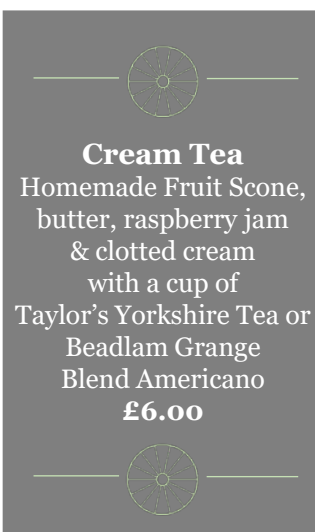 Cream Tea
Homemade Fruit Scone,
butter, raspberry jam
& clotted cream
with a cup of
Taylor's Yorkshire Tea or
Beadlam Grange
Blend Americano
£6.00